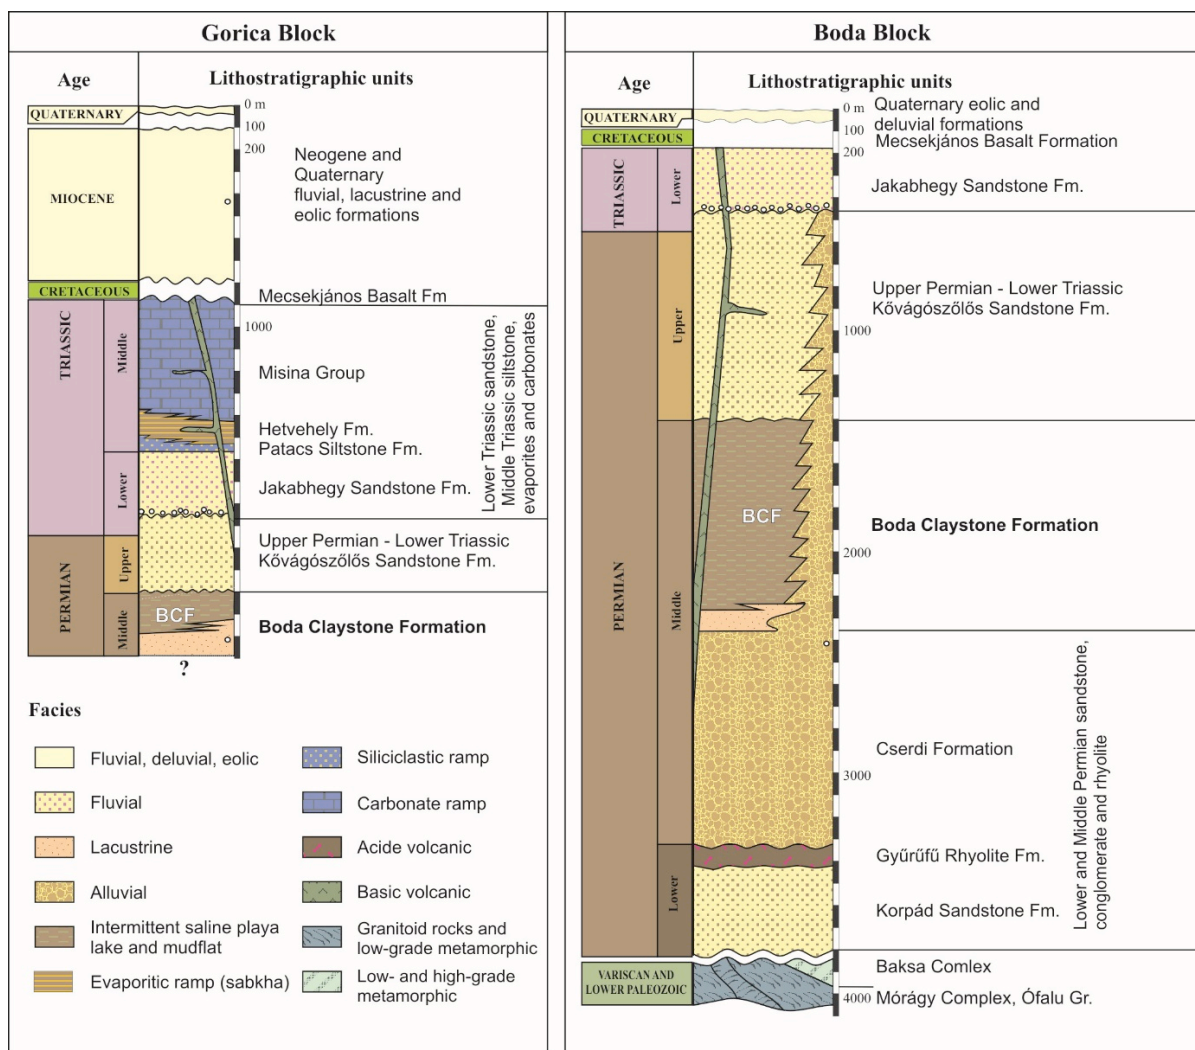 Gorica Block
Age
Lithostratigraphic units
QUATERNARY
0 m
100
200
MIOCENE
Neogene and
Quaternary
fluvial, lacustrine and
eolic formations
CRETACEOUS
Mecsekjános Basalt Fm
TRIASSIC
Middle
1000
Misina Group
Hetvehely Fm.
Patacs Siltstone Fm.
Lower
Jakabhegy Sandstone Fm.
Lower Triassic sandstone,
Middle Triassic siltstone,
evaporites and carbonates
PERMIAN
Upper
Upper Permian - Lower Triassic
Kővágószőlős Sandstone Fm.
Middle
BCF
Boda Claystone Formation
?
Facies
Fluvial, deluvial, eolic
Fluvial
Lacustrine
Alluvial
Intermittent saline playa
lake and mudflat
Evaporitic ramp (sabkha)
Siliciclastic ramp
Carbonate ramp
Acide volcanic
Basic volcanic
Granitoid rocks and
low-grade metamorphic
Low- and high-grade
metamorphic
Boda Block
Age
Lithostratigraphic units
QUATERNARY
0 m
100
200
Quaternary eolic and
deluvial formations
CRETACEOUS
Mecsekjános Basalt Formation
TRIASSIC
Lower
Jakabhegy Sandstone Fm.
PERMIAN
Upper
Upper Permian - Lower Triassic
Kővágószőlős Sandstone Fm.
1000
Middle
BCF
Boda Claystone Formation
2000
Cserdi Formation
3000
Lower and Middle Permian sandstone,
conglomerate and rhyolite
Lower
Gyűrűfű Rhyolite Fm.
Korpád Sandstone Fm.
VARISCAN AND
LOWER PALEOZOIC
Baksa Comlex
4000
Mórágy Complex, Ófalu Gr.